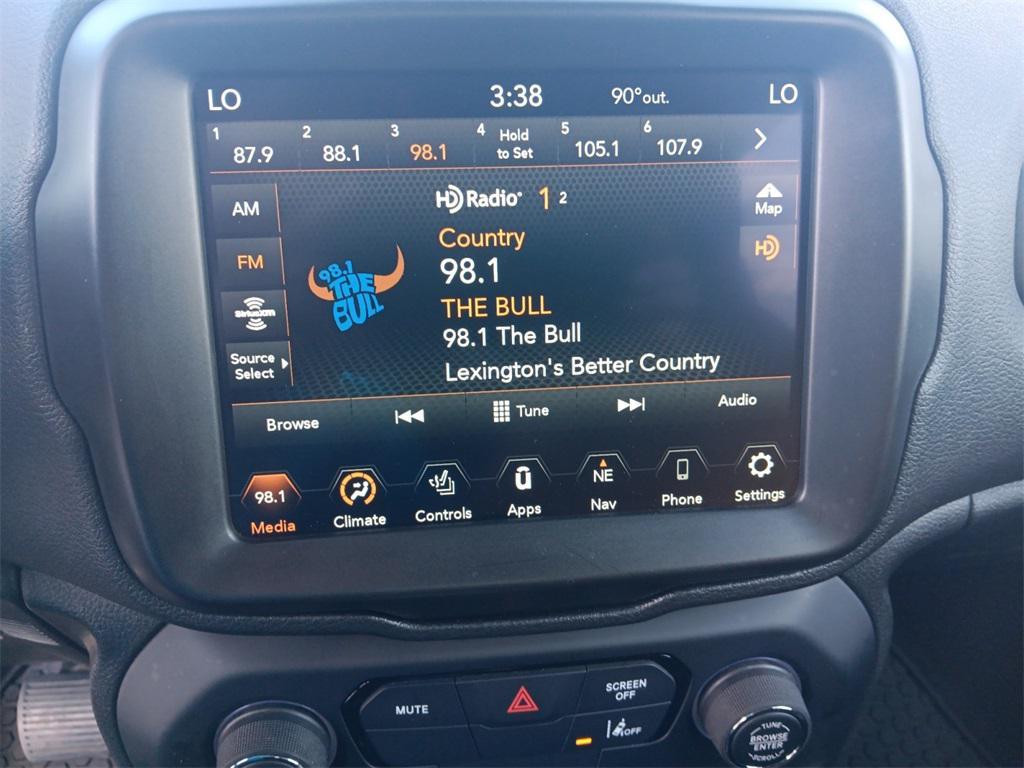 LO 3:38 90°out. LO
1 87.9 2 88.1 3 98.1 4 Hold to Set 5 105.1 6 107.9
AM
HD Radio 1 2
Map
Country
98.1
FM
HD
98.1
THE
BULL
THE BULL
SiriusXM
98.1 The Bull
Source
Select
Lexington's Better Country
Browse Tune Audio
98.1 Media Climate Controls ū Apps NE Nav Phone Settings
MUTE
SCREEN
OFF
OFF
TUNE
BROWSE
ENTER
SCROLL